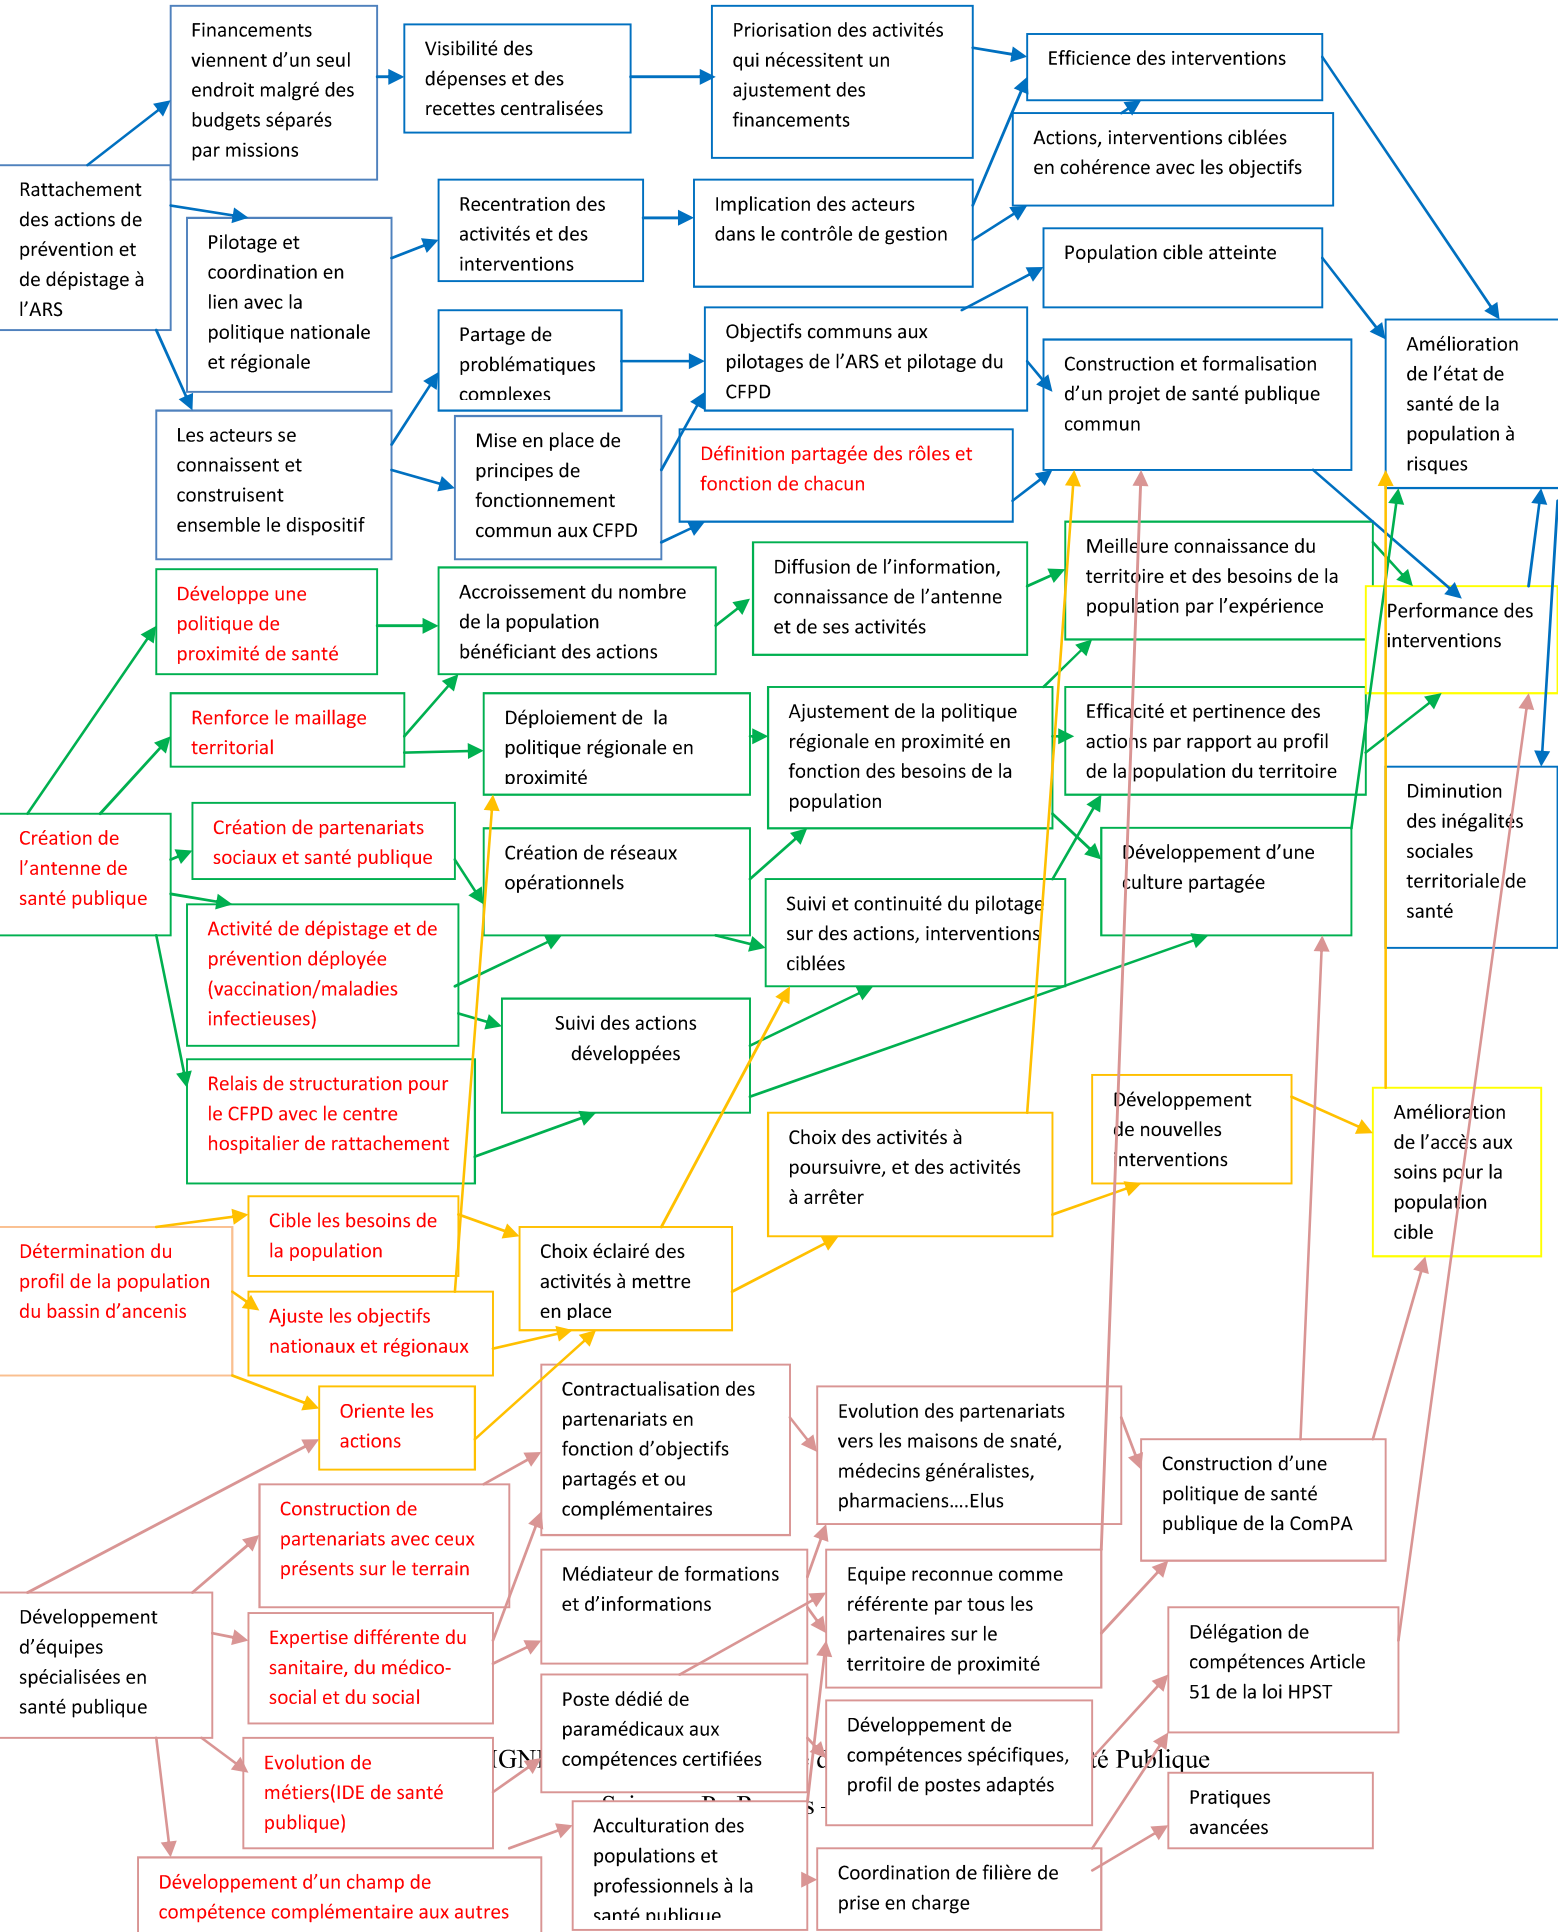 Financements
viennent d'un seul
endroit malgré des
budgets séparés
par missions
Visibilité des
dépenses et des
recettes centralisées
Priorisation des activités
qui nécessitent un
ajustement des
financements
Efficience des interventions
Actions, interventions ciblées
en cohérence avec les objectifs
Rattachement
des actions de
prévention et
de dépistage à
l'ARS
Pilotage et
coordination en
lien avec la
politique nationale
et régionale
Recentration des
activités et des
interventions
Implication des acteurs
dans le contrôle de gestion
Population cible atteinte
Partage de
problématiques
complexes
Objectifs communs aux
pilotages de l'ARS et pilotage du
CFPD
Construction et formalisation
d'un projet de santé publique
commun
Amélioration
de l'état de
santé de la
population à
risques
Les acteurs se
connaissent et
construisent
ensemble le dispositif
Mise en place de
principes de
fonctionnement
commun aux CFPD
Définition partagée des rôles et
fonction de chacun
Développe une
politique de
proximité de santé
Accroissement du nombre
de la population
bénéficiant des actions
Diffusion de l'information,
connaissance de l'antenne
et de ses activités
Meilleure connaissance du
territoire et des besoins de la
population par l'expérience
Performance des
interventions
Renforce le maillage
territorial
Déploiement de  la
politique régionale en
proximité
Ajustement de la politique
régionale en proximité en
fonction des besoins de la
population
Efficacité et pertinence des
actions par rapport au profil
de la population du territoire
Diminution
des inégalités
sociales
territoriale de
santé
Création de
l'antenne de
santé publique
Création de partenariats
sociaux et santé publique
Création de réseaux
opérationnels
Développement d'une
culture partagée
Suivi et continuité du pilotage
sur des actions, interventions
ciblées
Activité de dépistage et de
prévention déployée
(vaccination/maladies
infectieuses)
Suivi des actions
développées
Relais de structuration pour
le CFPD avec le centre
hospitalier de rattachement
Choix des activités à
poursuivre, et des activités
à arrêter
Développement
de nouvelles
interventions
Amélioration
de l'accès aux
soins pour la
population
cible
Cible les besoins de
la population
Détermination du
profil de la population
du bassin d'ancenis
Choix éclairé des
activités à mettre
en place
Ajuste les objectifs
nationaux et régionaux
Oriente les
actions
Contractualisation des
partenariats en
fonction d'objectifs
partagés et ou
complémentaires
Evolution des partenariats
vers les maisons de snaté,
médecins généralistes,
pharmaciens....Elus
Construction d'une
politique de santé
publique de la ComPA
Construction de
partenariats avec ceux
présents sur le terrain
Médiateur de formations
et d'informations
Equipe reconnue comme
référente par tous les
partenaires sur le
territoire de proximité
Développement
d'équipes
spécialisées en
santé publique
Expertise différente du
sanitaire, du médico-
social et du social
Délégation de
compétences Article
51 de la loi HPST
Poste dédié de
paramédicaux aux
compétences certifiées
Développement de
compétences spécifiques,
profil de postes adaptés
Evolution de
métiers(IDE de santé
publique)
Publique
Pratiques
avancées
Acculturation des
populations et
professionnels à la
santé publique
Coordination de filière de
prise en charge
Développement d'un champ de
compétence complémentaire aux autres